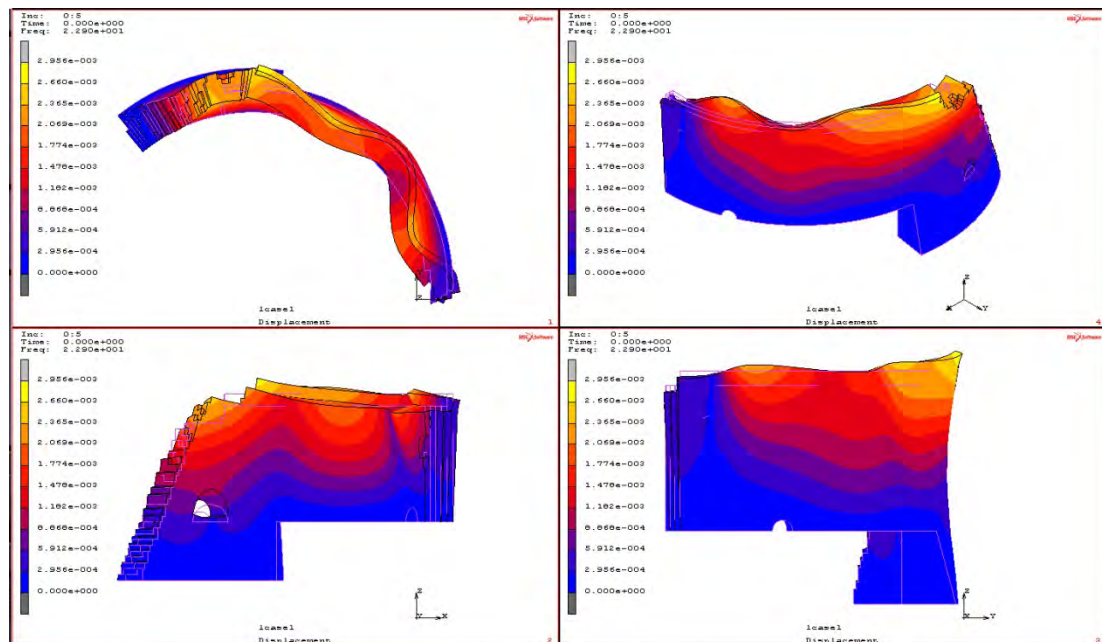 Inc: 0:5
Time: 0.000e+000
Freq: 2.290e+001
2.956e-003
2.660e-003
2.365e-003
2.069e-003
1.774e-003
1.478e-003
1.182e-003
8.868e-004
5.912e-004
2.956e-004
0.000e+000
lcase1
Displacement
1
Inc: 0:5
Time: 0.000e+000
Freq: 2.290e+001
2.956e-003
2.660e-003
2.365e-003
2.069e-003
1.774e-003
1.478e-003
1.182e-003
8.868e-004
5.912e-004
2.956e-004
0.000e+000
Z
X Y
lcase1
Displacement
4
Inc: 0:5
Time: 0.000e+000
Freq: 2.290e+001
2.956e-003
2.660e-003
2.365e-003
2.069e-003
1.774e-003
1.478e-003
1.182e-003
8.868e-004
5.912e-004
2.956e-004
0.000e+000
Z
Y X
lcase1
Displacement
2
Inc: 0:5
Time: 0.000e+000
Freq: 2.290e+001
2.956e-003
2.660e-003
2.365e-003
2.069e-003
1.774e-003
1.478e-003
1.182e-003
8.868e-004
5.912e-004
2.956e-004
0.000e+000
Z
X Y
lcase1
Displacement
3